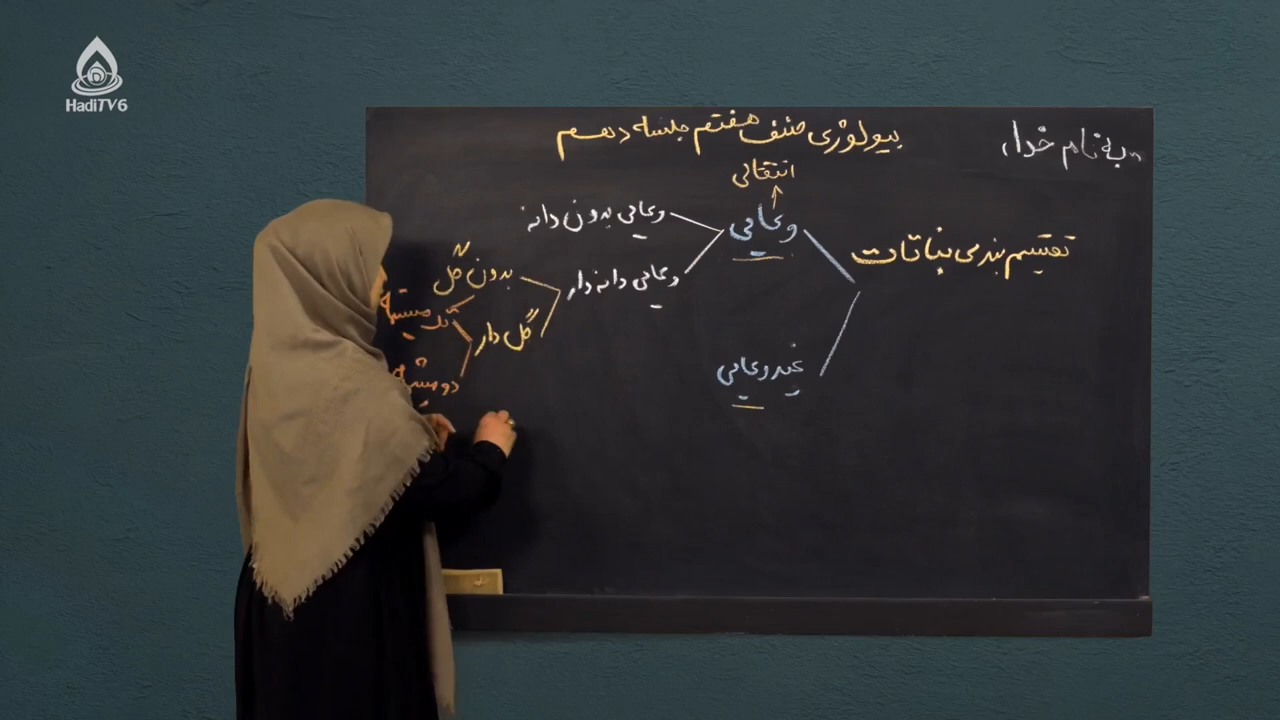 HadiTV6
به نام خدا
بیولوژی صنف هفتم جلسه دهم
تقسیم بندی نباتات
انتقالی
وعایی
غیر وعایی
وعایی بدون دانه
وعایی دانه دار
بدون گل
گل دار
تک مشیمه
دو مشیمه